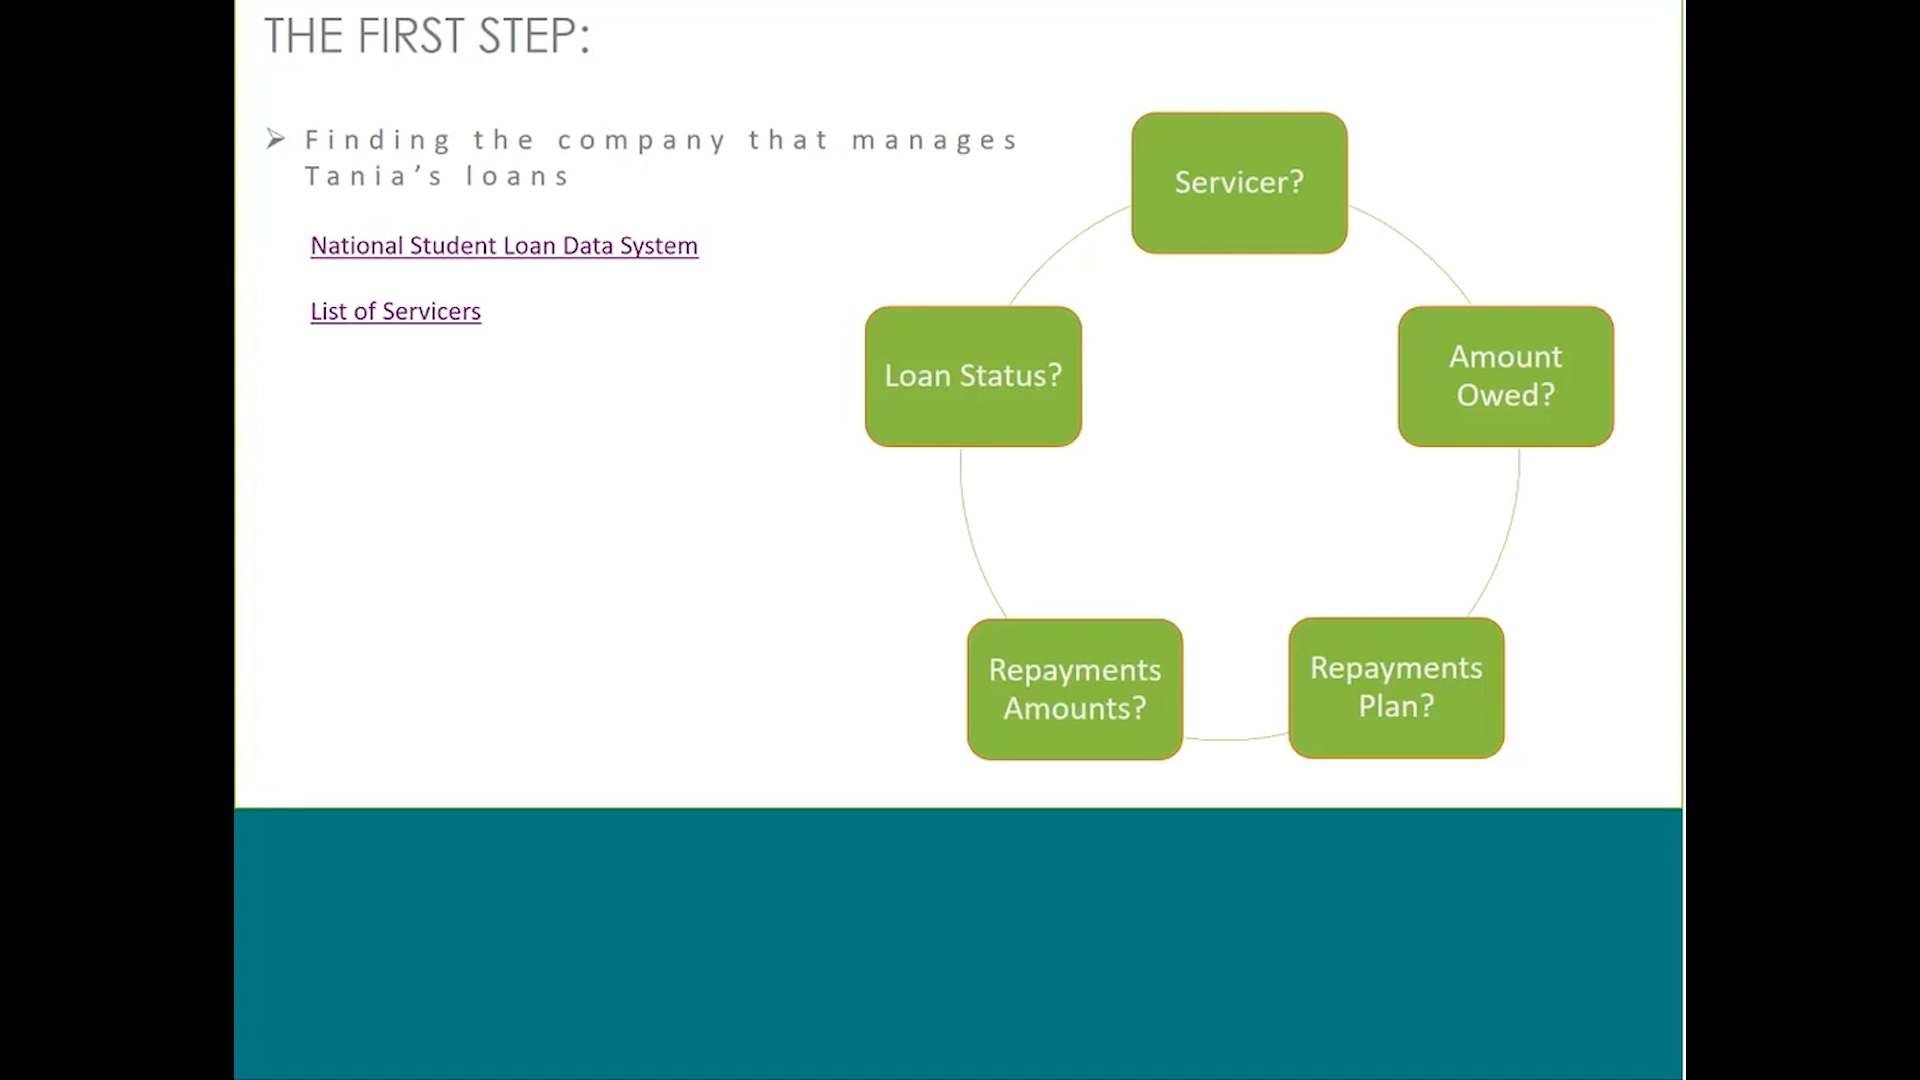 THE FIRST STEP:
➢ Finding the company that manages
Tania’s loans
National Student Loan Data System
List of Servicers
Servicer?
Amount
Owed?
Repayments
Plan?
Repayments
Amounts?
Loan Status?